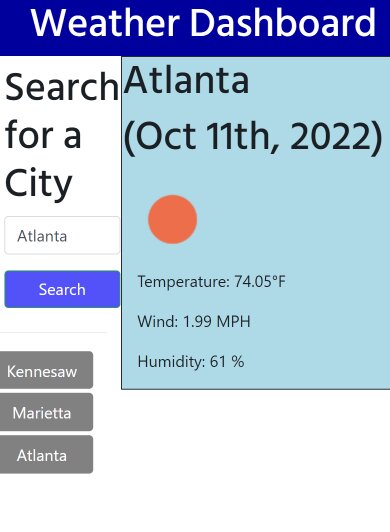 Weather Dashboard
Search
for a
City
Atlanta
Search
Kennesaw
Marietta
Atlanta
Atlanta
(Oct 11th, 2022)
Temperature: 74.05°F
Wind: 1.99 MPH
Humidity: 61 %